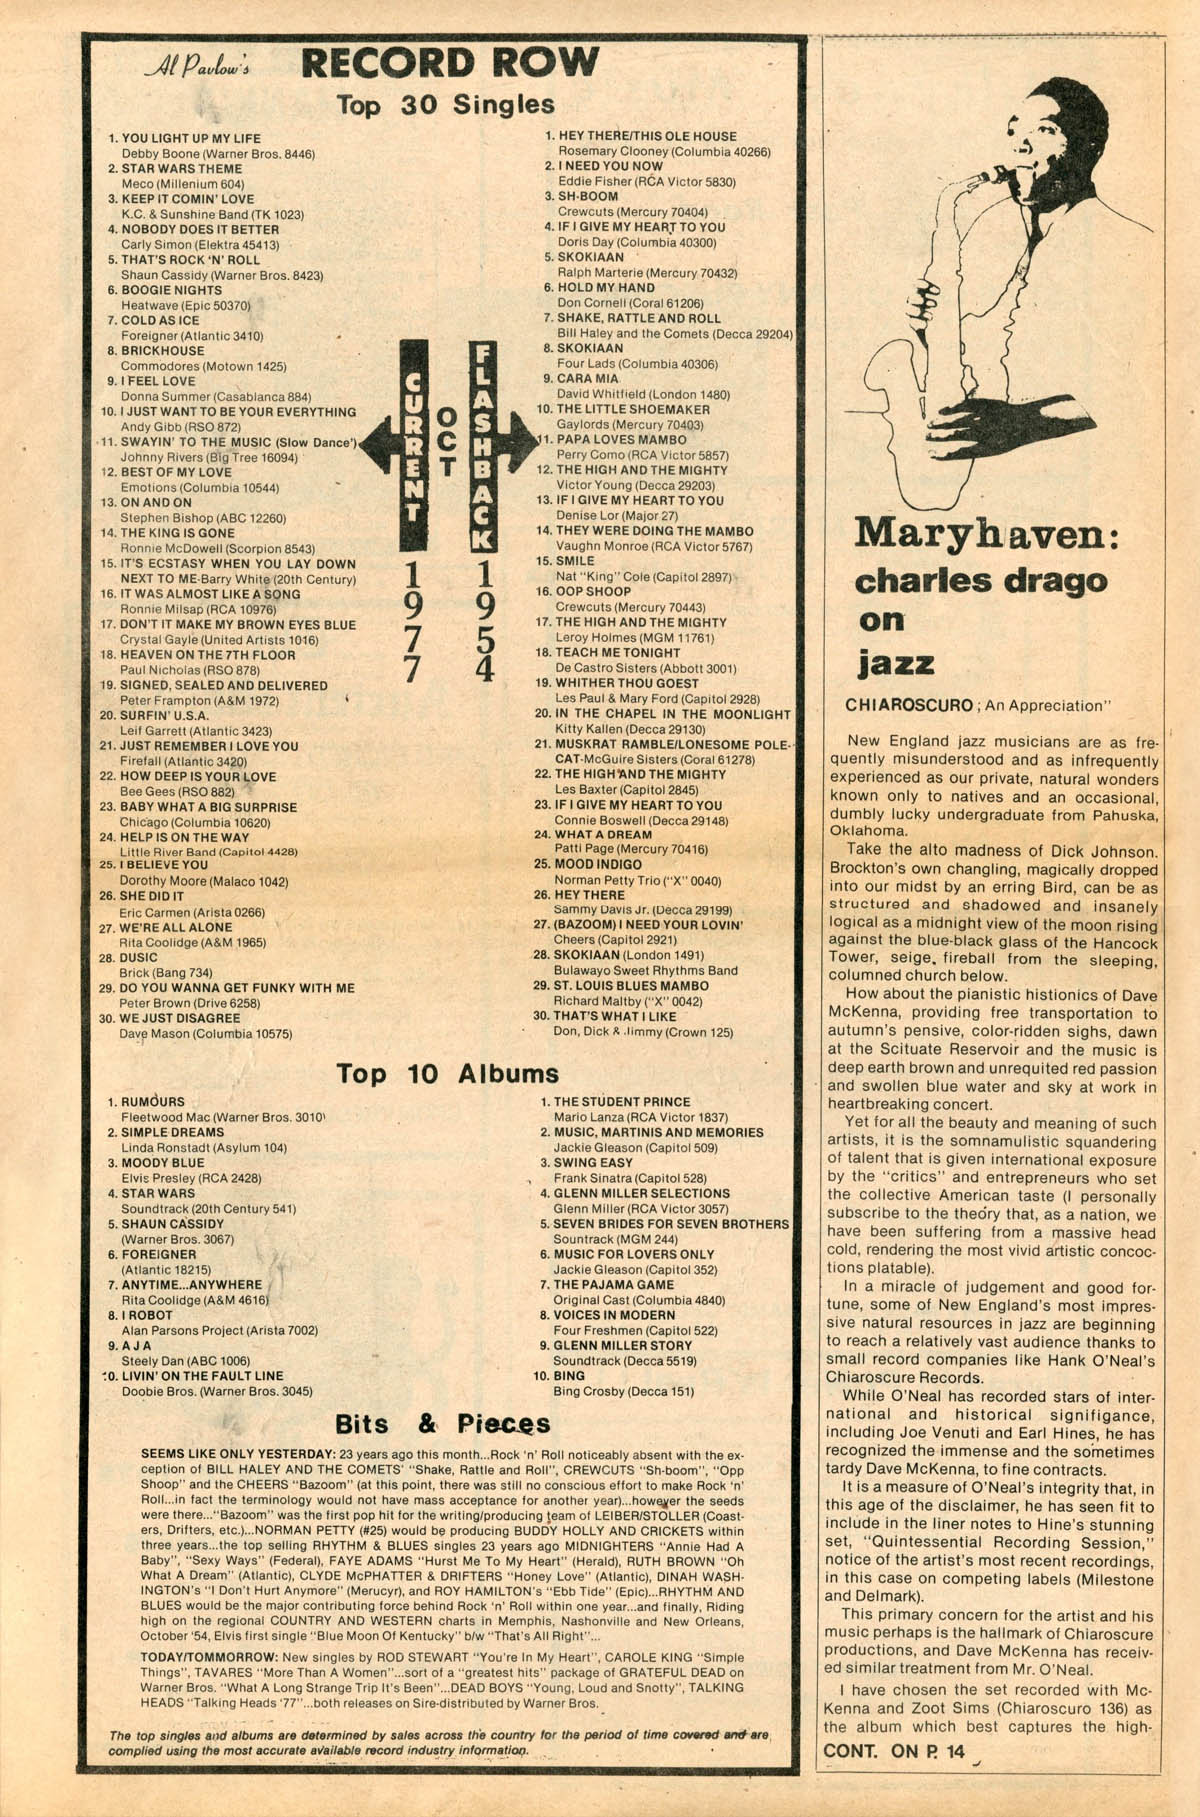 Al Pavlow's RECORD ROW
Top 30 Singles
1. YOU LIGHT UP MY LIFE
Debby Boone (Warner Bros. 8446)
2. STAR WARS THEME
Meco (Millenium 604)
3. KEEP IT COMIN' LOVE
K.C. & Sunshine Band (TK 1023)
4. NOBODY DOES IT BETTER
Carly Simon (Elektra 45413)
5. THAT'S ROCK 'N' ROLL
Shaun Cassidy (Warner Bros. 8423)
6. BOOGIE NIGHTS
Heatwave (Epic 50370)
7. COLD AS ICE
Foreigner (Atlantic 3410)
8. BRICKHOUSE
Commodores (Motown 1425)
9. I FEEL LOVE
Donna Summer (Casablanca 884)
10. I JUST WANT TO BE YOUR EVERYTHING
Andy Gibb (RSO 872)
11. SWAYIN' TO THE MUSIC (Slow Dance')
Johnny Rivers (Big Tree 16094)
12. BEST OF MY LOVE
Emotions (Columbia 10544)
13. ON AND ON
Stephen Bishop (ABC 12260)
14. THE KING IS GONE
Ronnie McDowell (Scorpion 8543)
15. IT'S ECSTASY WHEN YOU LAY DOWN
NEXT TO ME-Barry White (20th Century)
16. IT WAS ALMOST LIKE A SONG
Ronnie Milsap (RCA 10976)
17. DON'T IT MAKE MY BROWN EYES BLUE
Crystal Gayle (United Artists 1016)
18. HEAVEN ON THE 7TH FLOOR
Paul Nicholas (RSO 878)
19. SIGNED, SEALED AND DELIVERED
Peter Frampton (A&M 1972)
20. SURFIN' U.S.A.
Leif Garrett (Atlantic 3423)
21. JUST REMEMBER I LOVE YOU
Firefall (Atlantic 3420)
22. HOW DEEP IS YOUR LOVE
Bee Gees (RSO 882)
23. BABY WHAT A BIG SURPRISE
Chicago (Columbia 10620)
24. HELP IS ON THE WAY
Little River Band (Capitol 4428)
25. I BELIEVE YOU
Dorothy Moore (Malaco 1042)
26. SHE DID IT
Eric Carmen (Arista 0266)
27. WE'RE ALL ALONE
Rita Coolidge (A&M 1965)
28. DUSIC
Brick (Bang 734)
29. DO YOU WANNA GET FUNKY WITH ME
Peter Brown (Drive 6258)
30. WE JUST DISAGREE
Dave Mason (Columbia 10575)
CURRENT
OCT
FLASHBACK
1977
1954
1. HEY THERE/THIS OLE HOUSE
Rosemary Clooney (Columbia 40266)
2. I NEED YOU NOW
Eddie Fisher (RCA Victor 5830)
3. SH-BOOM
Crewcuts (Mercury 70404)
4. IF I GIVE MY HEART TO YOU
Doris Day (Columbia 40300)
5. SKOKIAAN
Ralph Marterie (Mercury 70432)
6. HOLD MY HAND
Don Cornell (Coral 61206)
7. SHAKE, RATTLE AND ROLL
Bill Haley and the Comets (Decca 29204)
8. SKOKIAAN
Four Lads (Columbia 40306)
9. CARA MIA
David Whitfield (London 1480)
10. THE LITTLE SHOEMAKER
Gaylords (Mercury 70403)
11. PAPA LOVES MAMBO
Perry Como (RCA Victor 5857)
12. THE HIGH AND THE MIGHTY
Victor Young (Decca 29203)
13. IF I GIVE MY HEART TO YOU
Denise Lor (Major 27)
14. THEY WERE DOING THE MAMBO
Vaughn Monroe (RCA Victor 5767)
15. SMILE
Nat "King" Cole (Capitol 2897)
16. OOP SHOOP
Crewcuts (Mercury 70443)
17. THE HIGH AND THE MIGHTY
Leroy Holmes (MGM 11761)
18. TEACH ME TONIGHT
De Castro Sisters (Abbott 3001)
19. WHITHER THOU GOEST
Les Paul & Mary Ford (Capitol 2928)
20. IN THE CHAPEL IN THE MOONLIGHT
Kitty Kallen (Decca 29130)
21. MUSKRAT RAMBLE/LONESOME POLE-
CAT-McGuire Sisters (Coral 61278)
22. THE HIGH AND THE MIGHTY
Les Baxter (Capitol 2845)
23. IF I GIVE MY HEART TO YOU
Connie Boswell (Decca 29148)
24. WHAT A DREAM
Patti Page (Mercury 70416)
25. MOOD INDIGO
Norman Petty Trio ("X" 0040)
26. HEY THERE
Sammy Davis Jr. (Decca 29199)
27. (BAZOOM) I NEED YOUR LOVIN'
Cheers (Capitol 2921)
28. SKOKIAAN (London 1491)
Bulawayo Sweet Rhythms Band
29. ST. LOUIS BLUES MAMBO
Richard Maltby ("X" 0042)
30. THAT'S WHAT I LIKE
Don, Dick & Jimmy (Crown 125)
Top 10 Albums
1. RUMOURS
Fleetwood Mac (Warner Bros. 3010)
2. SIMPLE DREAMS
Linda Ronstadt (Asylum 104)
3. MOODY BLUE
Elvis Presley (RCA 2428)
4. STAR WARS
Soundtrack (20th Century 541)
5. SHAUN CASSIDY
(Warner Bros. 3067)
6. FOREIGNER
(Atlantic 18215)
7. ANYTIME...ANYWHERE
Rita Coolidge (A&M 4616)
8. I ROBOT
Alan Parsons Project (Arista 7002)
9. A J A
Steely Dan (ABC 1006)
10. LIVIN' ON THE FAULT LINE
Doobie Bros. (Warner Bros. 3045)
1. THE STUDENT PRINCE
Mario Lanza (RCA Victor 1837)
2. MUSIC, MARTINIS AND MEMORIES
Jackie Gleason (Capitol 509)
3. SWING EASY
Frank Sinatra (Capitol 528)
4. GLENN MILLER SELECTIONS
Glenn Miller (RCA Victor 3057)
5. SEVEN BRIDES FOR SEVEN BROTHERS
Sountrack (MGM 244)
6. MUSIC FOR LOVERS ONLY
Jackie Gleason (Capitol 352)
7. THE PAJAMA GAME
Original Cast (Columbia 4840)
8. VOICES IN MODERN
Four Freshmen (Capitol 522)
9. GLENN MILLER STORY
Soundtrack (Decca 5519)
10. BING
Bing Crosby (Decca 151)
Bits & Pieces
SEEMS LIKE ONLY YESTERDAY: 23 years ago this month...Rock 'n' Roll noticeably absent with the ex-
ception of BILL HALEY AND THE COMETS' "Shake, Rattle and Roll", CREWCUTS "Sh-boom", "Opp
Shoop" and the CHEERS "Bazoom" (at this point, there was still no conscious effort to make Rock 'n'
Roll...in fact the terminology would not have mass acceptance for another year)...however the seeds
were there..."Bazoom" was the first pop hit for the writing/producing team of LEIBER/STOLLER (Coast-
ers, Drifters, etc.)...NORMAN PETTY (#25) would be producing BUDDY HOLLY AND CRICKETS within
three years...the top selling RHYTHM & BLUES singles 23 years ago MIDNIGHTERS "Annie Had A
Baby", "Sexy Ways" (Federal), FAYE ADAMS "Hurst Me To My Heart" (Herald), RUTH BROWN "Oh
What A Dream" (Atlantic), CLYDE McPHATTER & DRIFTERS "Honey Love" (Atlantic), DINAH WASH-
INGTON's "I Don't Hurt Anymore" (Merucyr), and ROY HAMILTON's "Ebb Tide" (Epic)...RHYTHM AND
BLUES would be the major contributing force behind Rock 'n' Roll within one year...and finally, Riding
high on the regional COUNTRY AND WESTERN charts in Memphis, Nashonville and New Orleans,
October '54, Elvis first single "Blue Moon Of Kentucky" b/w "That's All Right"...
TODAY/TOMMORROW: New singles by ROD STEWART "You're In My Heart", CAROLE KING "Simple
Things", TAVARES "More Than A Women"...sort of a "greatest hits" package of GRATEFUL DEAD on
Warner Bros. "What A Long Strange Trip It's Been"...DEAD BOYS "Young, Loud and Snotty", TALKING
HEADS "Talking Heads '77"...both releases on Sire-distributed by Warner Bros.
The top singles and albums are determined by sales across the country for the period of time covered and are
complied using the most accurate available record industry information.
Maryhaven:
charles drago
on
jazz
CHIAROSCURO; An Appreciation"
New England jazz musicians are as fre-
quently misunderstood and as infrequently
experienced as our private, natural wonders
known only to natives and an occasional,
dumbly lucky undergraduate from Pahuska,
Oklahoma.
Take the alto madness of Dick Johnson.
Brockton's own changling, magically dropped
into our midst by an erring Bird, can be as
structured and shadowed and insanely
logical as a midnight view of the moon rising
against the blue-black glass of the Hancock
Tower, seige, fireball from the sleeping,
columned church below.
How about the pianistic histionics of Dave
McKenna, providing free transportation to
autumn's pensive, color-ridden sighs, dawn
at the Scituate Reservoir and the music is
deep earth brown and unrequited red passion
and swollen blue water and sky at work in
heartbreaking concert.
Yet for all the beauty and meaning of such
artists, it is the somnamulistic squandering
of talent that is given international exposure
by the "critics" and entrepreneurs who set
the collective American taste (I personally
subscribe to the theory that, as a nation, we
have been suffering from a massive head
cold, rendering the most vivid artistic concoc-
tions platable).
In a miracle of judgement and good for-
tune, some of New England's most impres-
sive natural resources in jazz are beginning
to reach a relatively vast audience thanks to
small record companies like Hank O'Neal's
Chiaroscure Records.
While O'Neal has recorded stars of inter-
national and historical signifigance,
including Joe Venuti and Earl Hines, he has
recognized the immense and the sometimes
tardy Dave McKenna, to fine contracts.
It is a measure of O'Neal's integrity that, in
this age of the disclaimer, he has seen fit to
include in the liner notes to Hine's stunning
set, "Quintessential Recording Session,"
notice of the artist's most recent recordings,
in this case on competing labels (Milestone
and Delmark).
This primary concern for the artist and his
music perhaps is the hallmark of Chiaroscure
productions, and Dave McKenna has receiv-
ed similar treatment from Mr. O'Neal.
I have chosen the set recorded with Mc-
Kenna and Zoot Sims (Chiaroscuro 136) as
the album which best captures the high-
CONT. ON P. 14